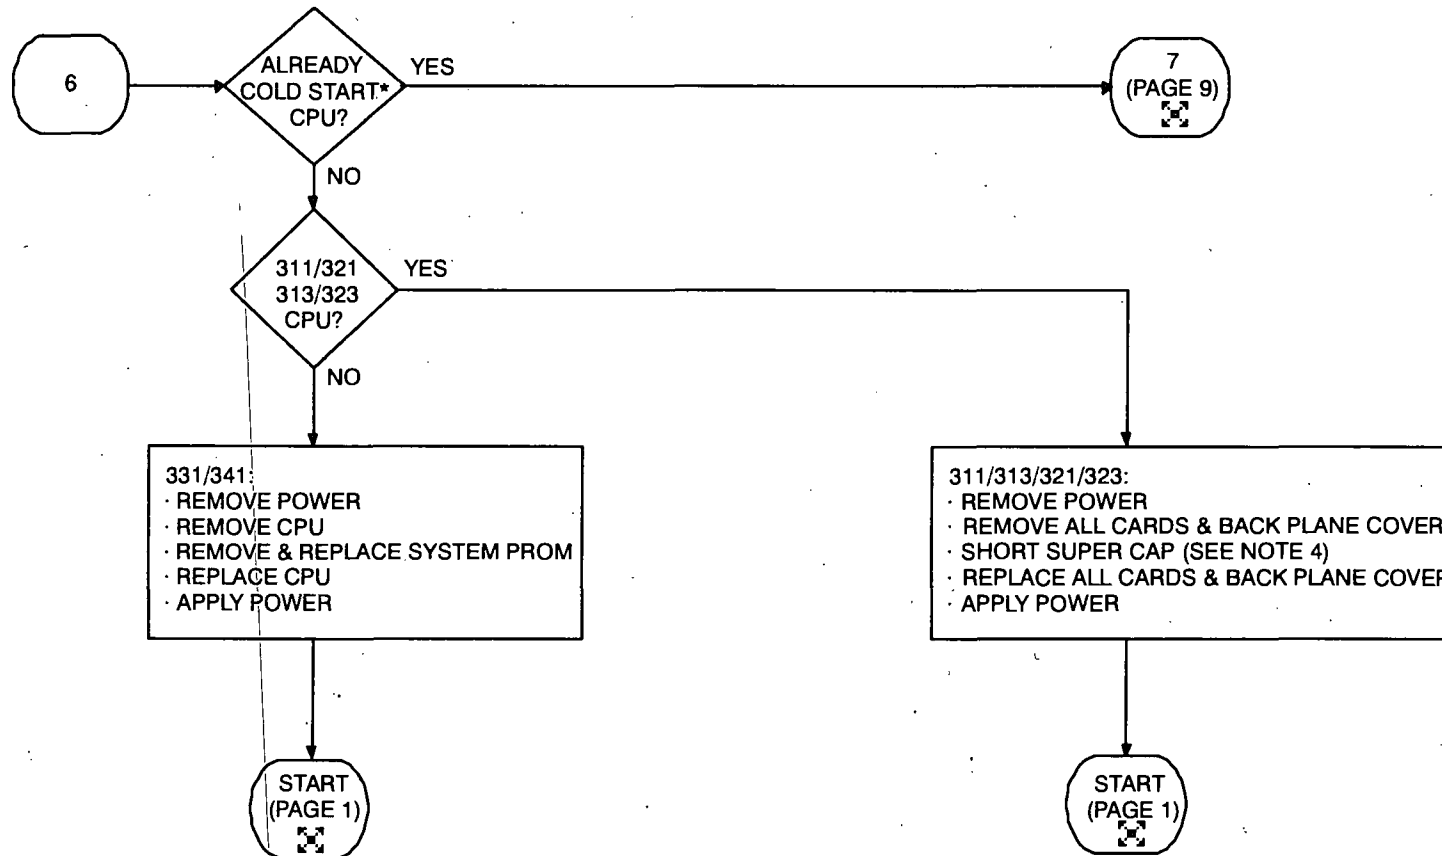 6
ALREADY
COLD START*
CPU?
YES
7
(PAGE 9)
NO
311/321
313/323
CPU?
YES
NO
331/341:
· REMOVE POWER
· REMOVE CPU
· REMOVE & REPLACE SYSTEM PROM
· REPLACE CPU
· APPLY POWER
311/313/321/323:
· REMOVE POWER
· REMOVE ALL CARDS & BACK PLANE COVER
· SHORT SUPER CAP (SEE NOTE 4)
· REPLACE ALL CARDS & BACK PLANE COVER
· APPLY POWER
START
(PAGE 1)
START
(PAGE 1)